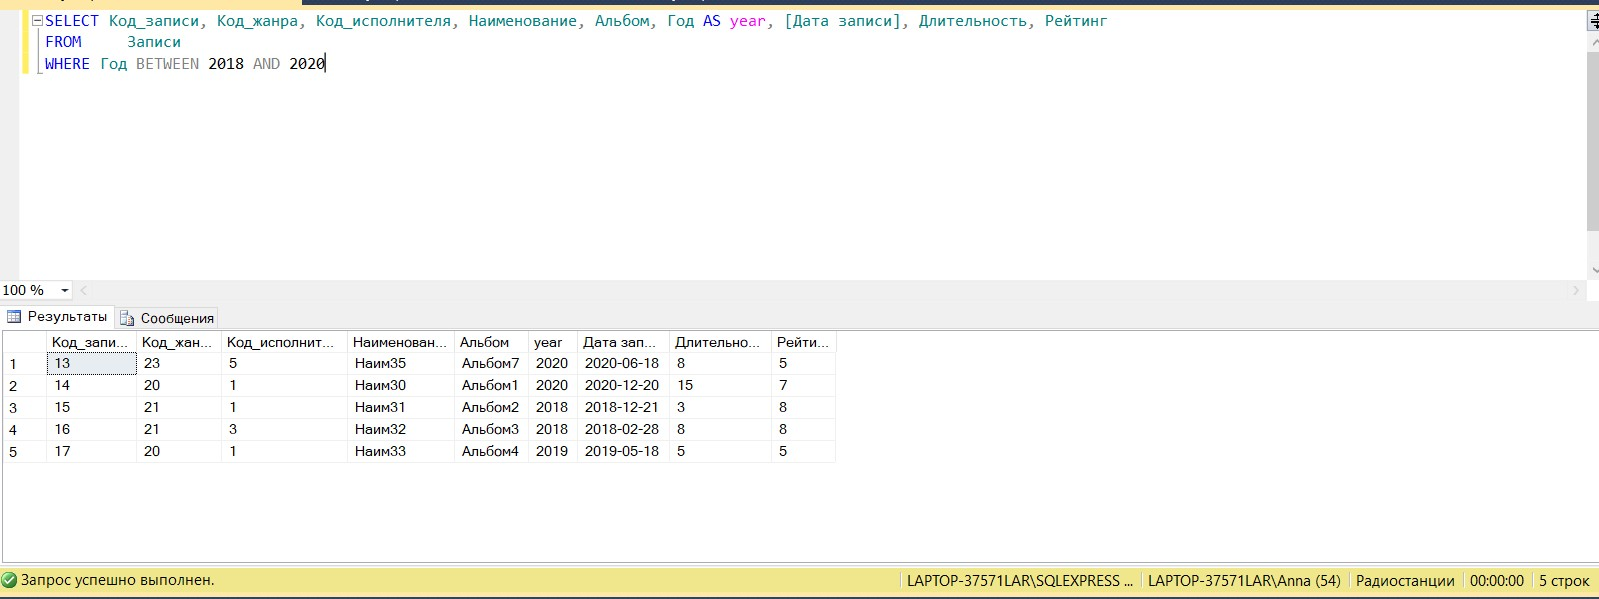 SELECT Код_записи, Код_жанра, Код_исполнителя, Наименование, Альбом, Год AS year, [Дата записи], Длительность, Рейтинг
FROM Записи
WHERE Год BETWEEN 2018 AND 2020
100 %
Результаты Сообщения
Код_запи... Код_жан... Код_исполнит... Наименован... Альбом year Дата зап... Длительно... Рейти...
1 13 23 5 Наим35 Альбом7 2020 2020-06-18 8 5
2 14 20 1 Наим30 Альбом1 2020 2020-12-20 15 7
3 15 21 1 Наим31 Альбом2 2018 2018-12-21 3 8
4 16 21 3 Наим32 Альбом3 2018 2018-02-28 8 8
5 17 20 1 Наим33 Альбом4 2019 2019-05-18 5 5
Запрос успешно выполнен. LAPTOP-37571LAR\SQLEXPRESS ... LAPTOP-37571LAR\Anna (54) Радиостанции 00:00:00 5 строк